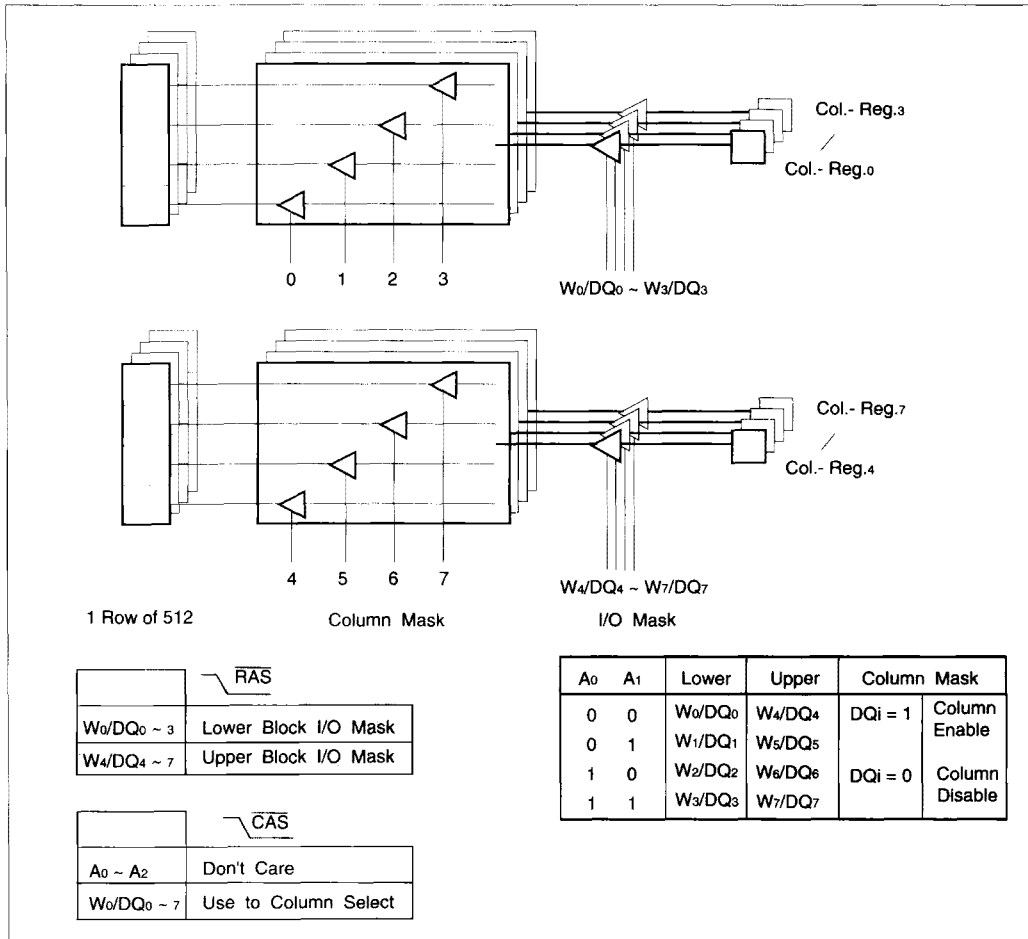 Col.- Reg.3
Col.- Reg.0
0 1 2 3
W0/DQ0 ~ W3/DQ3
Col.- Reg.7
Col.- Reg.4
4 5 6 7
W4/DQ4 ~ W7/DQ7
1 Row of 512 Column Mask I/O Mask
RAS
W0/DQ0 ~ 3 Lower Block I/O Mask
W4/DQ4 ~ 7 Upper Block I/O Mask
CAS
A0 ~ A2 Don't Care
W0/DQ0 ~ 7 Use to Column Select
A0 A1 Lower Upper Column Mask
0 0 W0/DQ0 W4/DQ4 DQi = 1 Column Enable
0 1 W1/DQ1 W5/DQ5
1 0 W2/DQ2 W6/DQ6 DQi = 0 Column Disable
1 1 W3/DQ3 W7/DQ7